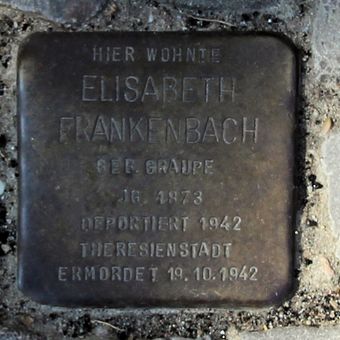 HIER WOHNTE
ELISABETH
FRANKENBACH
GEB. GRAUPE
JG. 1873
DEPORTIERT 1942
THERESIENSTADT
ERMORDET 19.10.1942